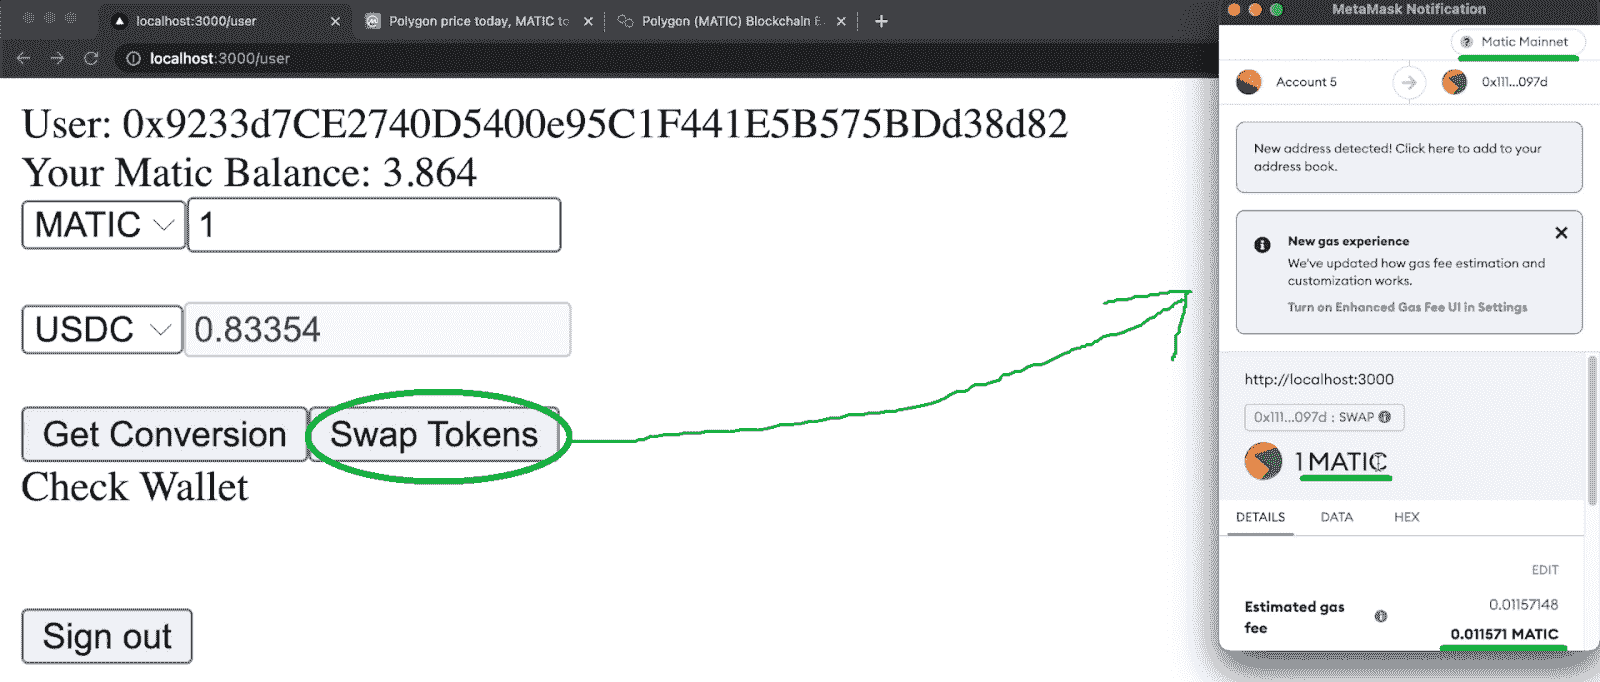 localhost:3000/user
Polygon price today, MATIC to
Polygon (MATIC) Blockchain E
localhost:3000/user
User: 0x9233d7CE2740D5400e95C1F441E5B575BDd38d82
Your Matic Balance: 3.864
MATIC 1
USDC 0.83354
Get Conversion Swap Tokens
Check Wallet
Sign out
MetaMask Notification
Matic Mainnet
Account 5 0x111...097d
New address detected! Click here to add to your
address book.
New gas experience
We've updated how gas fee estimation and
customization works.
Turn on Enhanced Gas Fee UI in Settings
http://localhost:3000
0x111...097d : SWAP
1 MATIC
DETAILS DATA HEX
EDIT
Estimated gas
fee
0.01157148
0.011571 MATIC